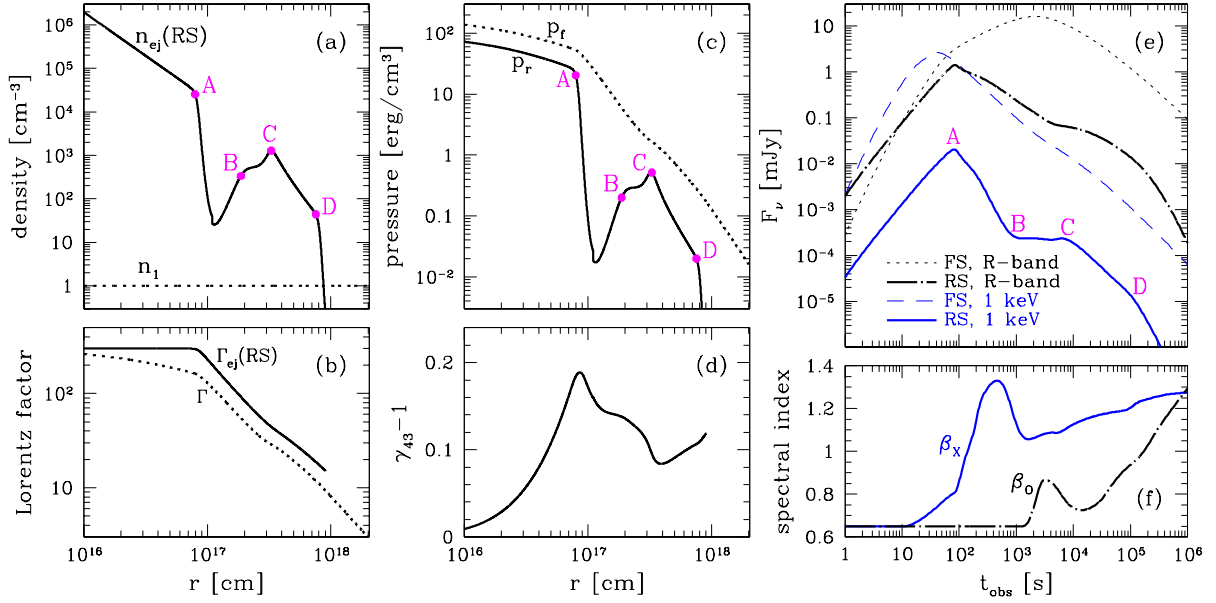 (a)
n_ej(RS)
A
B
C
D
n₁
density [cm⁻³]
10⁶
10⁵
10⁴
10³
10²
10
1
(b)
Γ_ej(RS)
Γ
Lorentz factor
10²
10
10¹⁶
10¹⁷
10¹⁸
r [cm]
(c)
p_f
p_r
A
B
C
D
pressure [erg/cm³]
10²
10
1
0.1
10⁻²
(d)
γ₄₃−1
0.2
0.1
0
10¹⁶
10¹⁷
10¹⁸
r [cm]
(e)
A
B
C
D
F_ν [mJy]
10
1
0.1
10⁻²
10⁻³
10⁻⁴
10⁻⁵
FS, R−band
RS, R−band
FS, 1 keV
RS, 1 keV
(f)
β_X
β_O
spectral index
1.4
1.2
1
0.8
0.6
1
10
10²
10³
10⁴
10⁵
10⁶
t_obs [s]